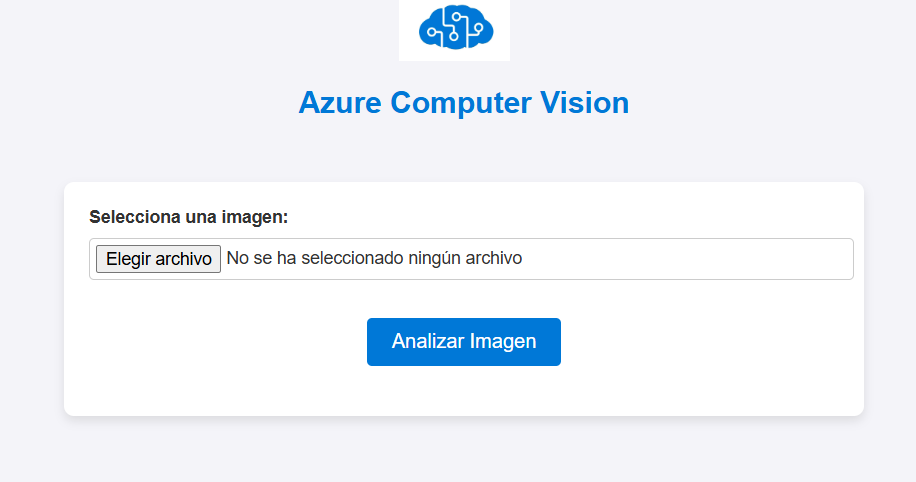 Azure Computer Vision
Selecciona una imagen:
Elegir archivo No se ha seleccionado ningún archivo
Analizar Imagen